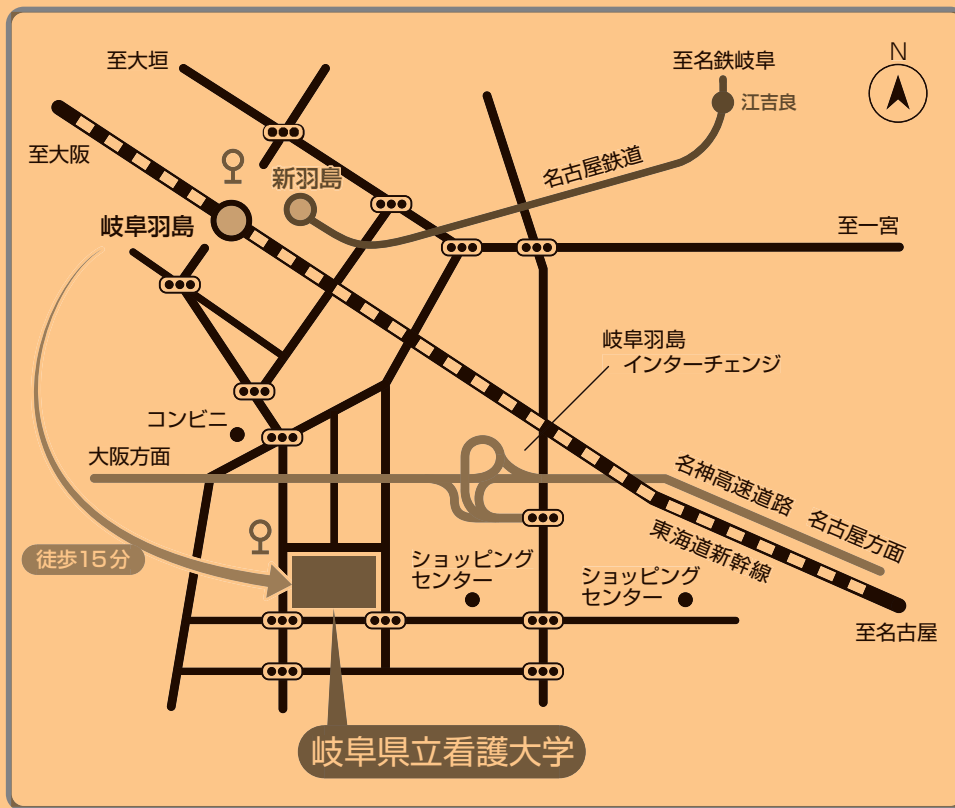 至大垣
至名鉄岐阜
N
江吉良
至大阪
新羽島
名古屋鉄道
岐阜羽島
至一宮
岐阜羽島
インターチェンジ
コンビニ
大阪方面
名神高速道路
名古屋方面
東海道新幹線
徒歩15分
ショッピング
センター
ショッピング
センター
至名古屋
岐阜県立看護大学